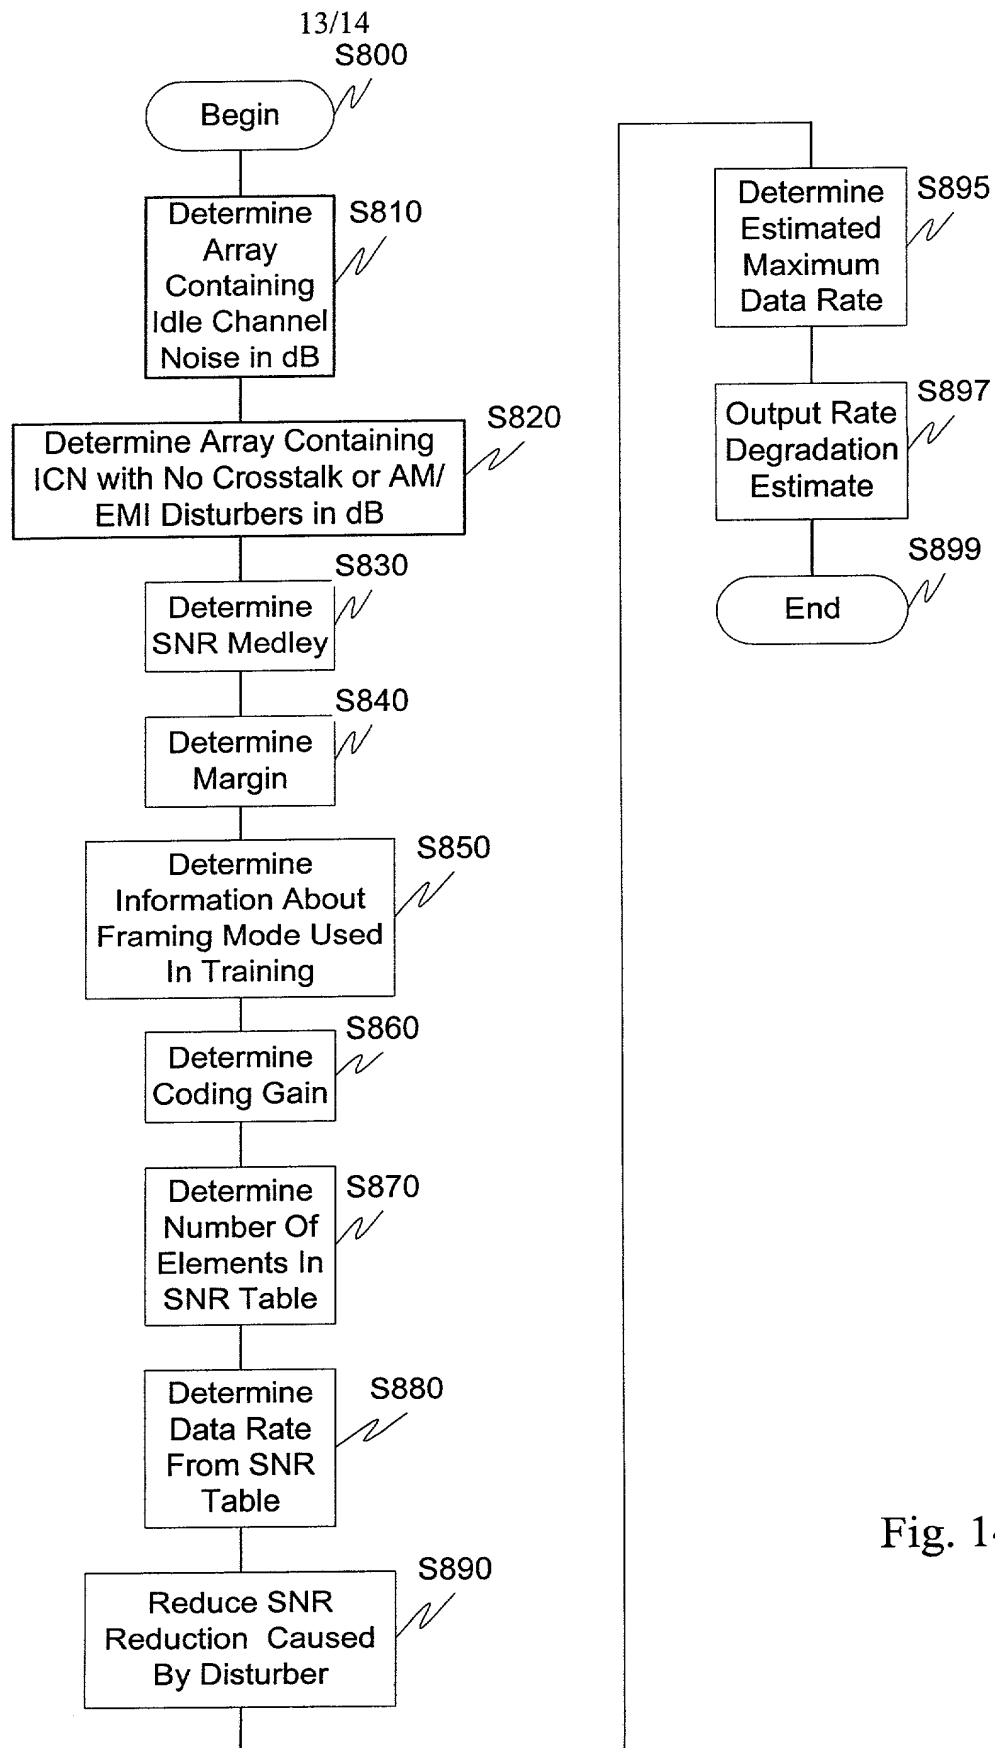 13/14
S800
Begin
S810
Determine
Array
Containing
Idle Channel
Noise in dB
S820
Determine Array Containing
ICN with No Crosstalk or AM/
EMI Disturbers in dB
S830
Determine
SNR Medley
S840
Determine
Margin
S850
Determine
Information About
Framing Mode Used
In Training
S860
Determine
Coding Gain
S870
Determine
Number Of
Elements In
SNR Table
S880
Determine
Data Rate
From SNR
Table
S890
Reduce SNR
Reduction Caused
By Disturber
S895
Determine
Estimated
Maximum
Data Rate
S897
Output Rate
Degradation
Estimate
S899
End
Fig.